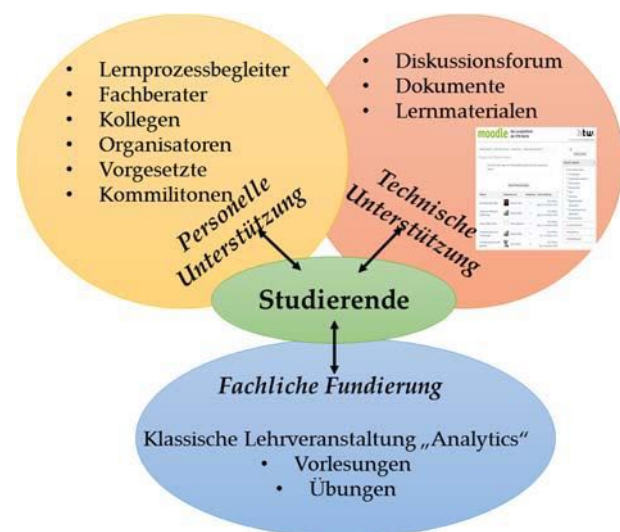 • Lernprozessbegleiter
• Fachberater
• Kollegen
• Organisatoren
• Vorgesetzte
• Kommilitonen
Personelle
Unterstützung
• Diskussionsforum
• Dokumente
• Lernmaterialen
moodle
htw
Technische
Unterstützung
Studierende
Fachliche Fundierung
Klassische Lehrveranstaltung „Analytics“
• Vorlesungen
• Übungen